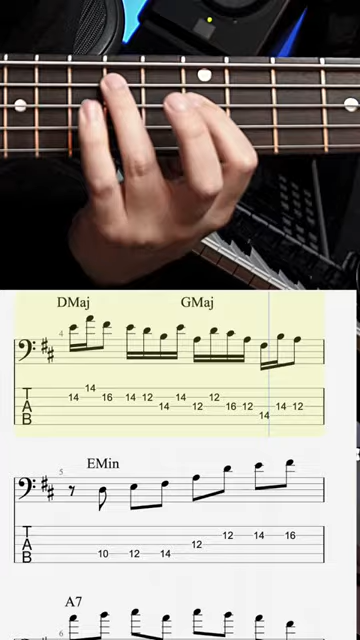 DMaj GMaj
4
T A B
14
14 16 14 12 14 12
14 12 16 12 14 12
14
EMin
5
T A B
12 14 16
12
10 12 14
A7
6